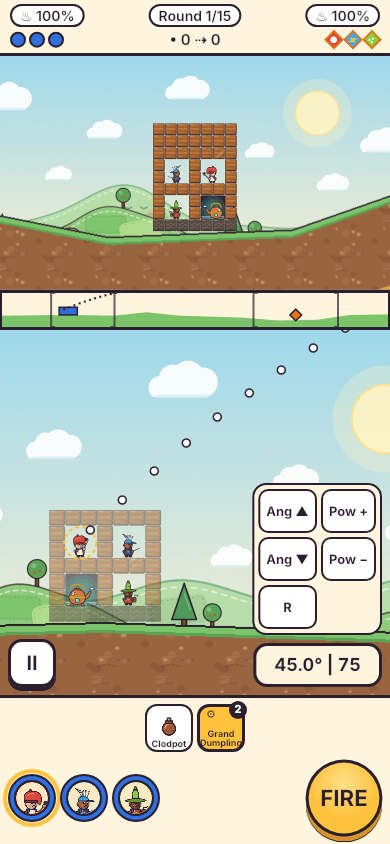 100% Round 1/15 100%
• 0 ⇢ 0
Ang ▲ Pow +
Ang ▼ Pow −
R
45.0° | 75
2
Clodpot Grand Dumpling
FIRE